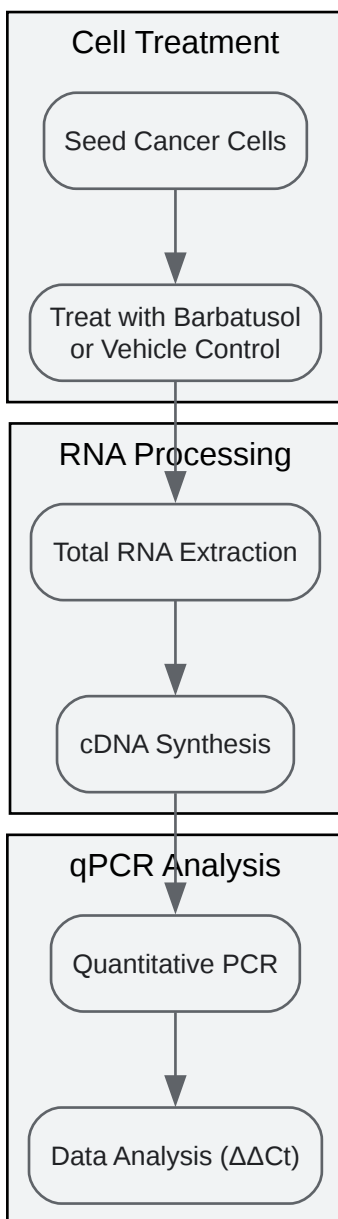 Cell Treatment
Seed Cancer Cells
Treat with Barbatusol
or Vehicle Control
RNA Processing
Total RNA Extraction
cDNA Synthesis
qPCR Analysis
Quantitative PCR
Data Analysis (ΔΔCt)